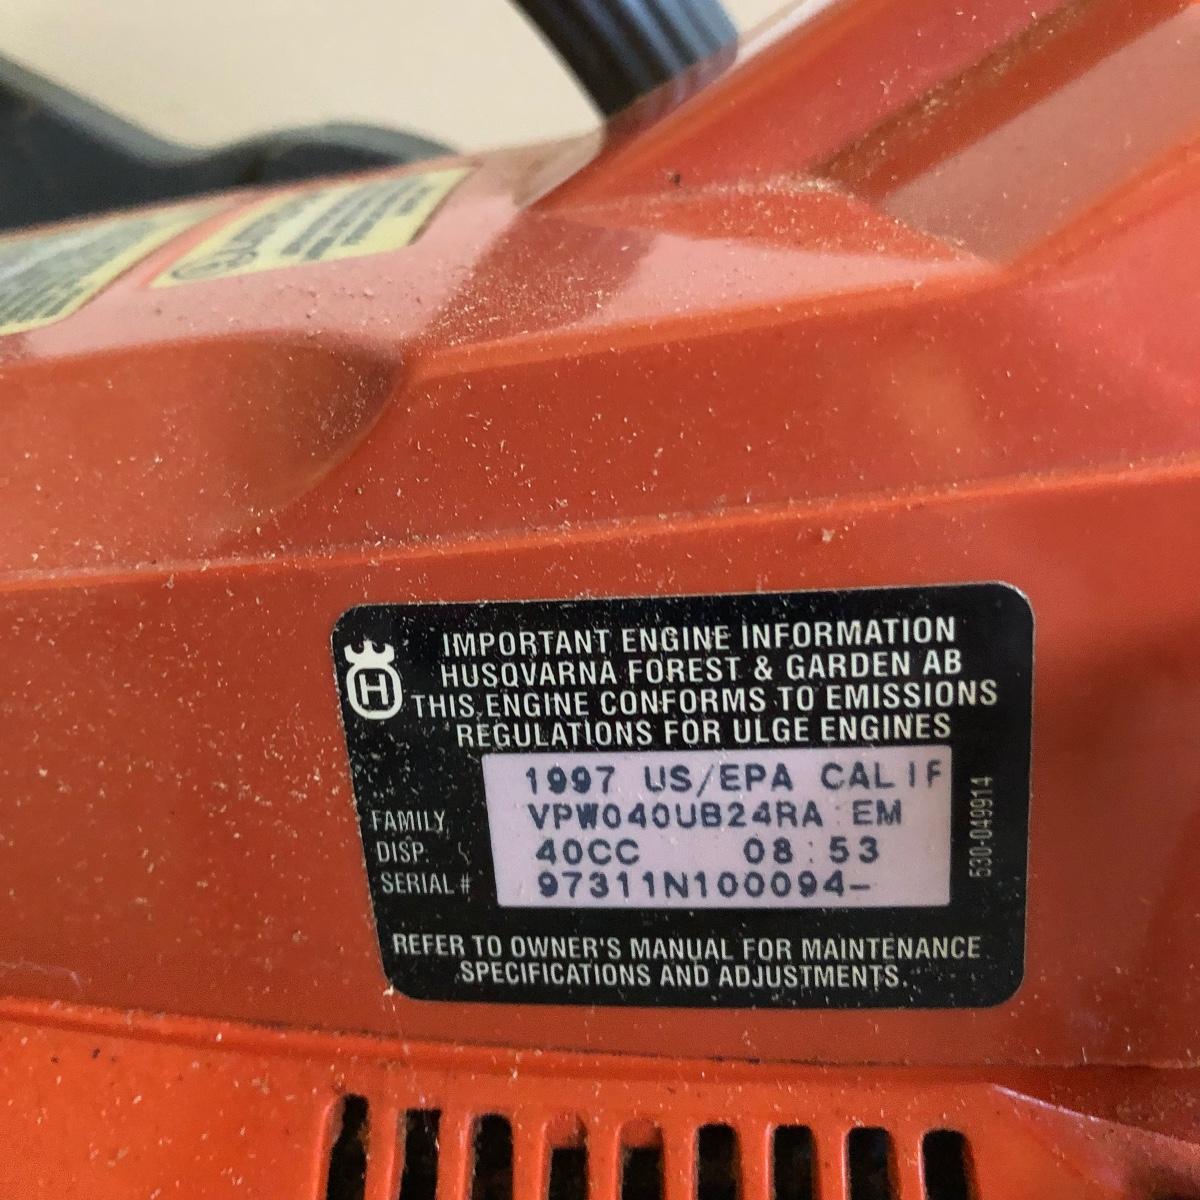 IMPORTANT ENGINE INFORMATION
HUSQVARNA FOREST & GARDEN AB
THIS ENGINE CONFORMS TO EMISSIONS
REGULATIONS FOR ULGE ENGINES
H
1997 US/EPA CALIF
FAMILY VPW040UB24RA EM
DISP. 40CC 08:53
SERIAL# 97311N100094-
530-049914
REFER TO OWNER'S MANUAL FOR MAINTENANCE
SPECIFICATIONS AND ADJUSTMENTS.